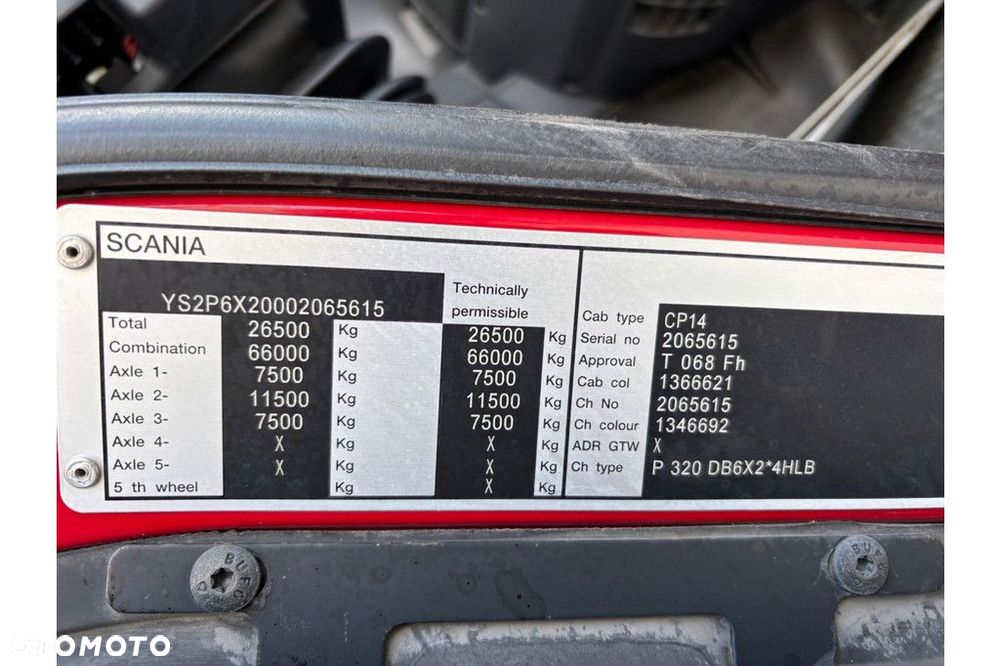 SCANIA
YS2P6X20002065615
Technically
permissible
Total 26500 Kg 26500 Kg
Combination 66000 Kg 66000 Kg
Axle 1- 7500 Kg 7500 Kg
Axle 2- 11500 Kg 11500 Kg
Axle 3- 7500 Kg 7500 Kg
Axle 4- X Kg X Kg
Axle 5- X Kg X Kg
5 th wheel Kg X Kg
Cab type CP14
Serial no 2065615
Approval T 068 Fh
Cab col 1366621
Ch No 2065615
Ch colour 1346692
ADR GTW X
Ch type P 320 DB6X2*4HLB
BUFO
BUFO
OTOMOTO